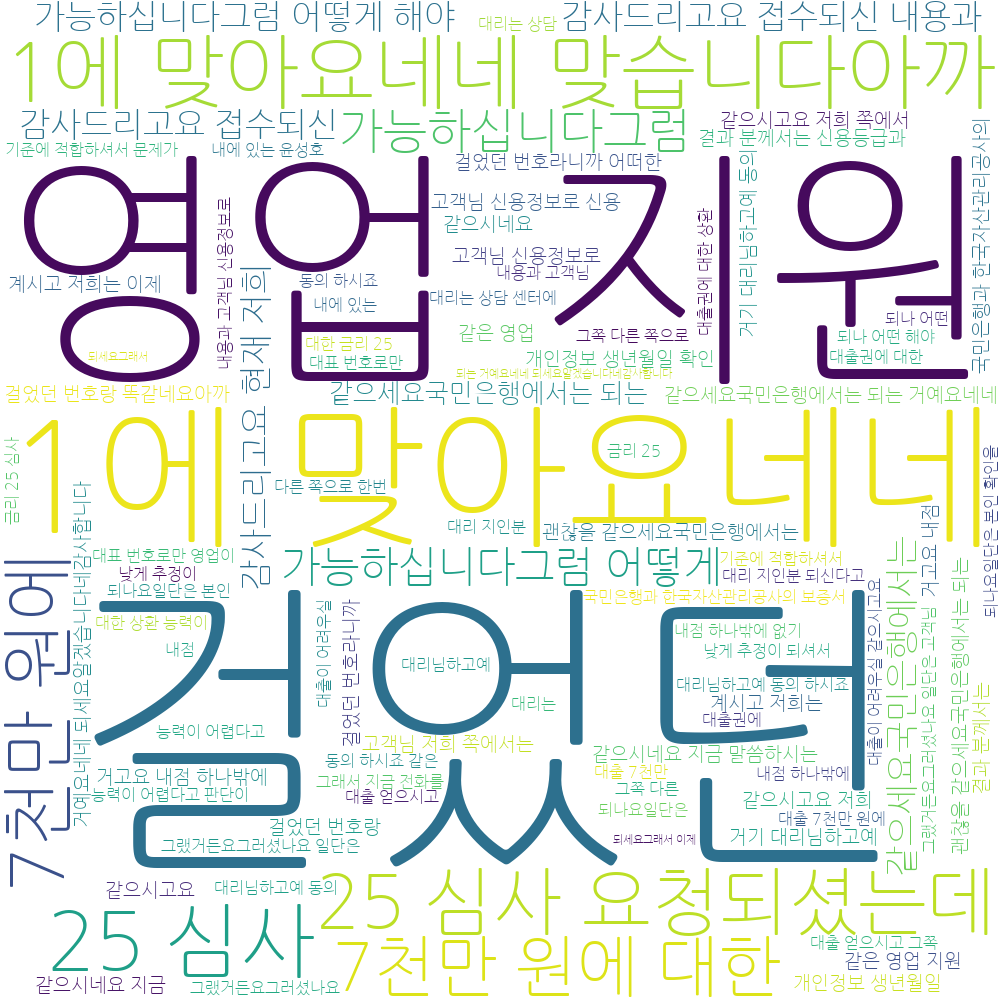 가능하십니다그럼 어떻게 해야
대리는 상담
감사드리고요 접수되신 내용과
1에 맞아요네네 맞습니다아까
감사드리고요 접수되신
가능하십니다그럼
같으시고요 저희 쪽에서
결과 분께서는 신용등급과
기준에 적합하셔서 문제가
내에 있는 윤성호
걸었던 번호라니까 어떠한
영업 지원
고객님 신용정보로 신용
같으시네요
고객님 신용정보로
내용과 고객님
계시고 저희는 이제
동의 하시죠
내에 있는
대리는 상담 센터에
내용과 고객님 신용정보로
대출권에 대한 상환
거기 대리님하고예 동의
국민은행과 한국자산관리공사의
되나 어떤
되나 어떤 해야
대출권에 대한
같은 영업
그쪽 다른 쪽으로
개인정보 생년월일 확인
대한 금리 25
대표 번호로만
되세요그래서
되는 거예요네네 되세요알겠습니다네감사합니다
걸었던 번호랑 똑같네요아까
감사드리고요 현재 저희
같으세요국민은행에서는 되는
같으세요국민은행에서는 되는 거예요네네
1에 맞아요네네
금리 25
금리 25 심사
다른 쪽으로 한번
대리 지인분
괜찮을 같으세요국민은행에서는
되나요일단은 본인 확인을
거고요 내점
대표 번호로만 영업이
낮게 추정이
되나요일단은 본인
대한 상환 능력이
가능하십니다그럼 어떻게
기준에 적합하셔서
대리 지인분 되신다고
국민은행과 한국자산관리공사의 보증서
걸었던
7천만 원에
거예요네네 되세요알겠습니다네감사합니다
내점
대출이 어려우실
걸었던 번호라니까
대리님하고예
대리는
내점 하나밖에 없기
낮게 추정이 되셔서
대리님하고예 동의 하시죠
계시고 저희는
대출권에
대출이 어려우실 같으시고요
같으세요국민은행에서는
그랬거든요그러셨나요 일단은 고객님
괜찮을 같으세요국민은행에서는 되는
결과 분께서는
능력이 어렵다고
고객님 저희 쪽에서는
동의 하시죠 같은
같으시네요 지금 말씀하시는
대출 7천만
내점 하나밖에
거고요 내점 하나밖에
그래서 지금 전화를
그쪽 다른
능력이 어렵다고 판단이
대출 얻으시고
같으시고요 저희
되나요일단은
대출 7천만 원에
걸었던 번호랑
그랬거든요그러셨나요 일단은
되세요그래서 이제
거기 대리님하고예
같으시고요
대리님하고예 동의
25 심사 요청되셨는데
25 심사
7천만 원에 대한
대출 얻으시고 그쪽
같은 영업 지원
같으시네요 지금
그랬거든요그러셨나요
개인정보 생년월일